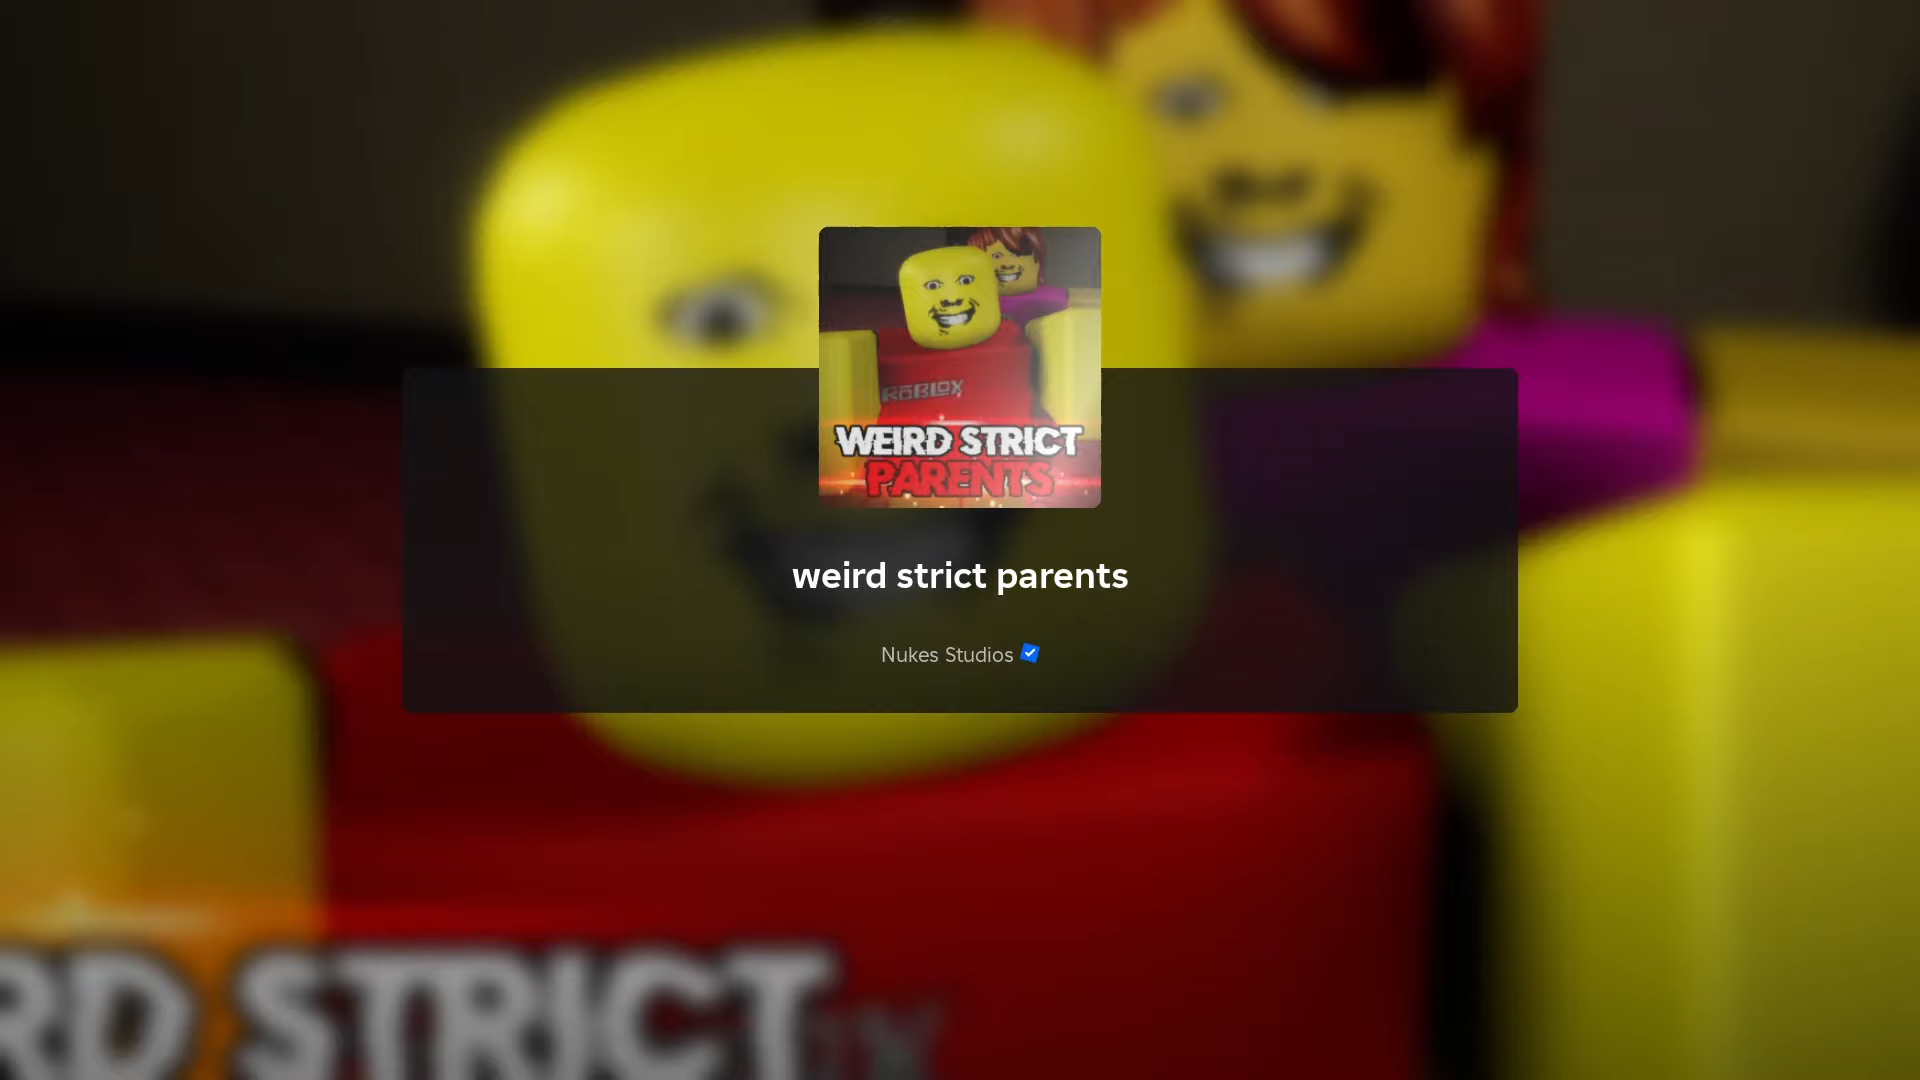 ROBLOX
WEIRD STRICT
PARENTS
weird strict parents
Nukes Studios
RD STRICT